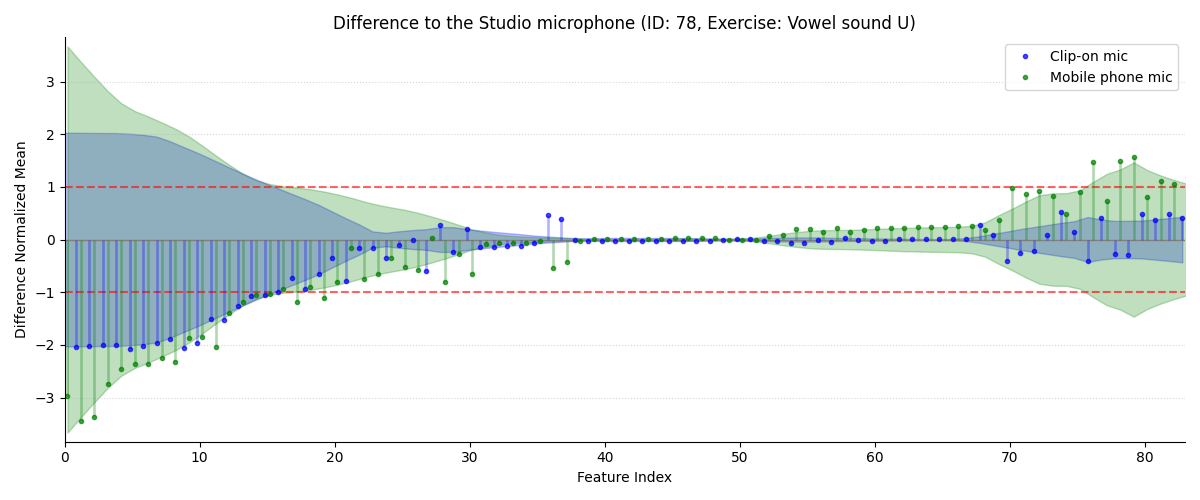 Difference to the Studio microphone (ID: 78, Exercise: Vowel sound U)
Clip-on mic
Mobile phone mic
Difference Normalized Mean
3
2
1
0
−1
−2
−3
0 10 20 30 40 50 60 70 80
Feature Index